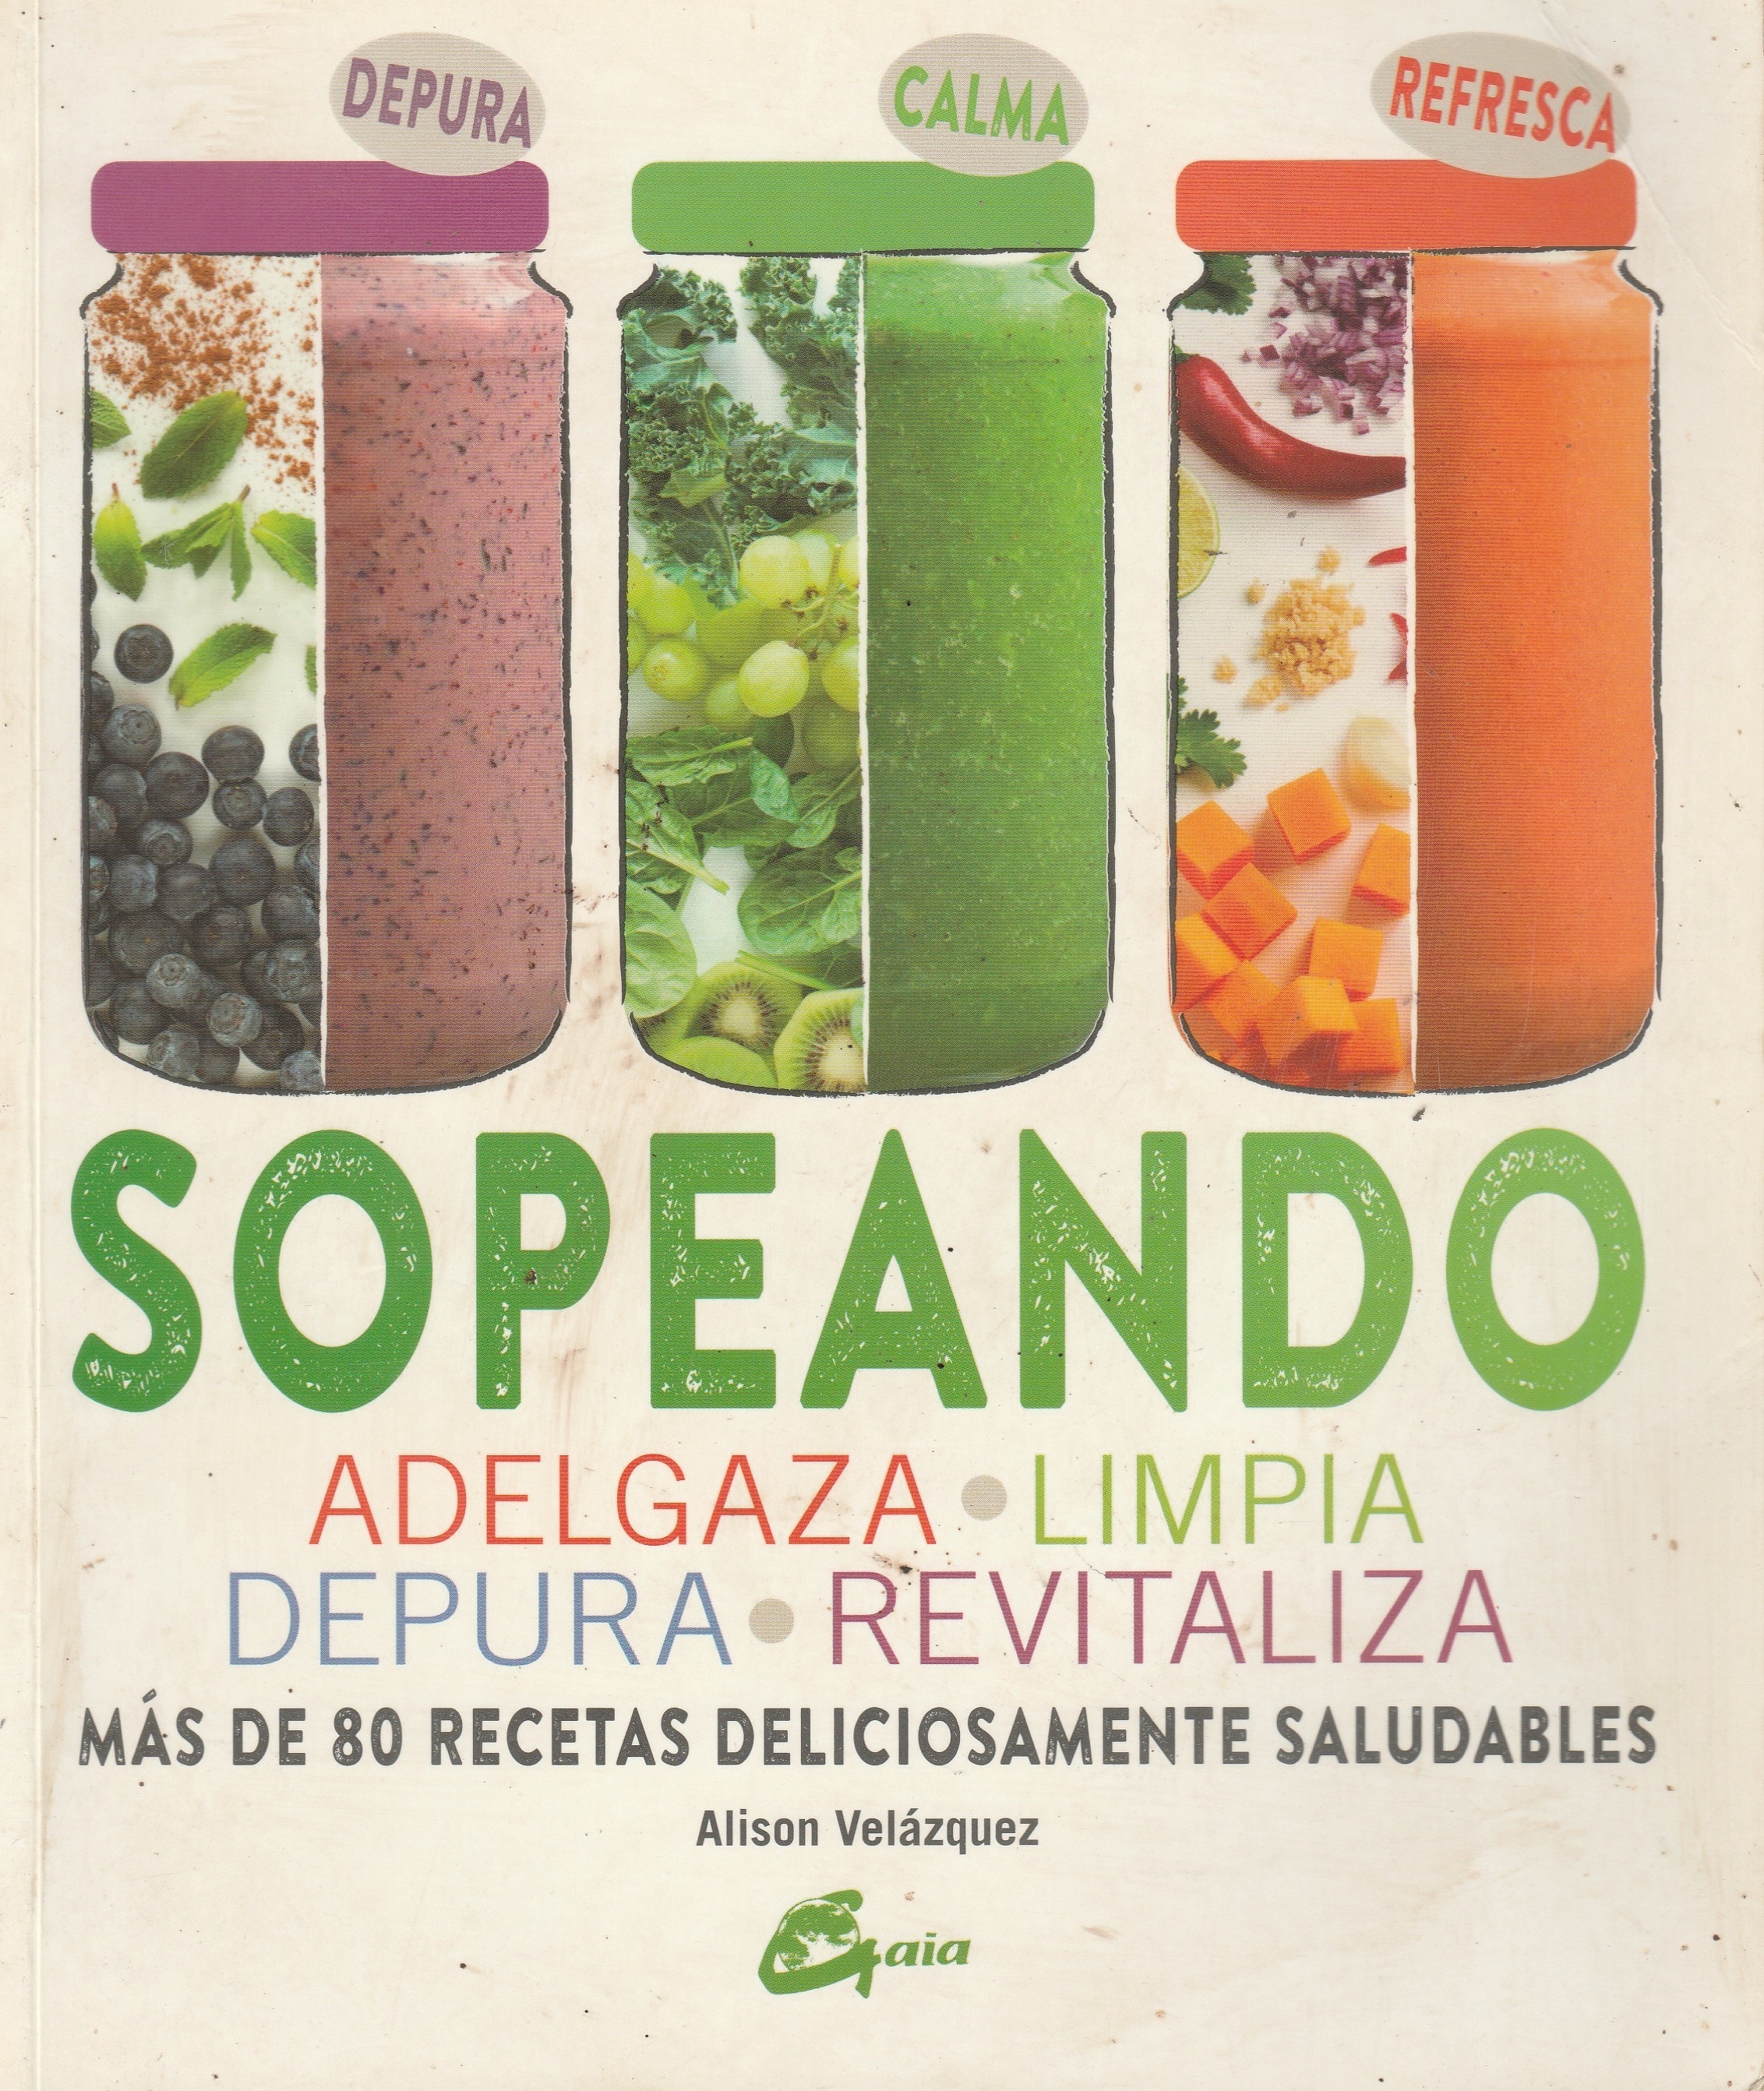 DEPURA
CALMA
REFRESCA
SOPEANDO
ADELGAZA • LIMPIA
DEPURA • REVITALIZA
MÁS DE 80 RECETAS DELICIOSAMENTE SALUDABLES
Alison Velázquez
Gaia